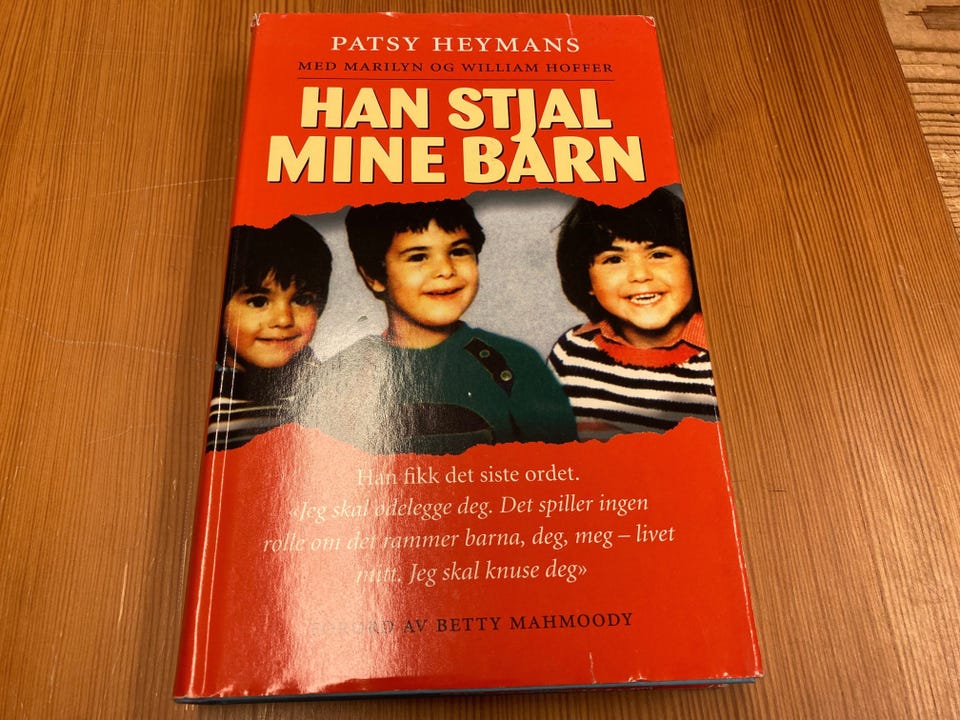 PATSY HEYMANS
MED MARILYN OG WILLIAM HOFFER
HAN STJAL
MINE BARN
Han fikk det siste ordet.
«Jeg skal ødelegge deg. Det spiller ingen
rolle om det rammer barna, deg, meg – livet
mitt. Jeg skal knuse deg»
FORORD AV BETTY MAHMOODY